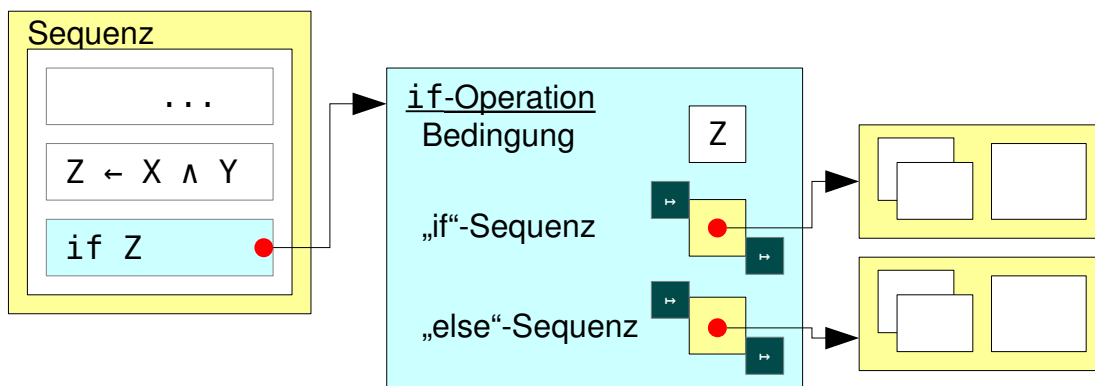 Sequenz
...
Z ← X ∧ Y
if Z
if-Operation
Bedingung
Z
„if“-Sequenz
↦
↦
„else“-Sequenz
↦
↦